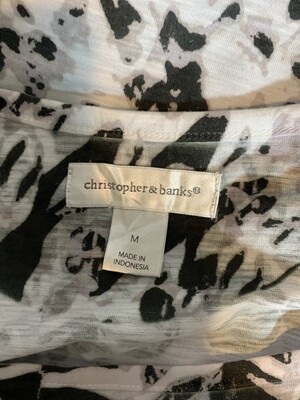 christopher & banks®
M
MADE IN
INDONESIA